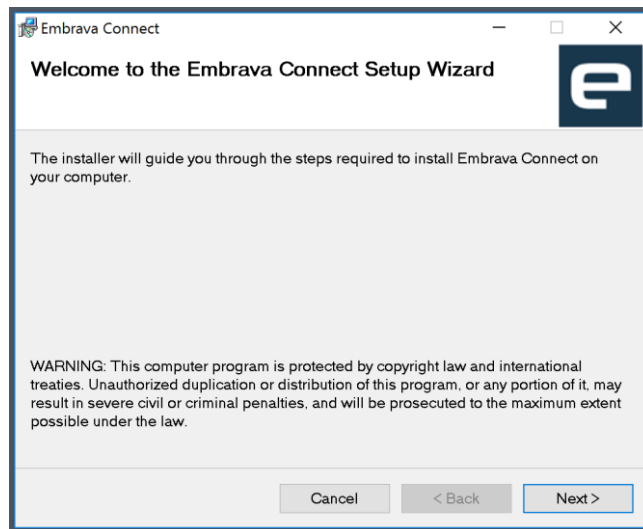 Embrava Connect
Welcome to the Embrava Connect Setup Wizard
e
The installer will guide you through the steps required to install Embrava Connect on
your computer.
WARNING: This computer program is protected by copyright law and international
treaties. Unauthorized duplication or distribution of this program, or any portion of it, may
result in severe civil or criminal penalties, and will be prosecuted to the maximum extent
possible under the law.
Cancel < Back Next >